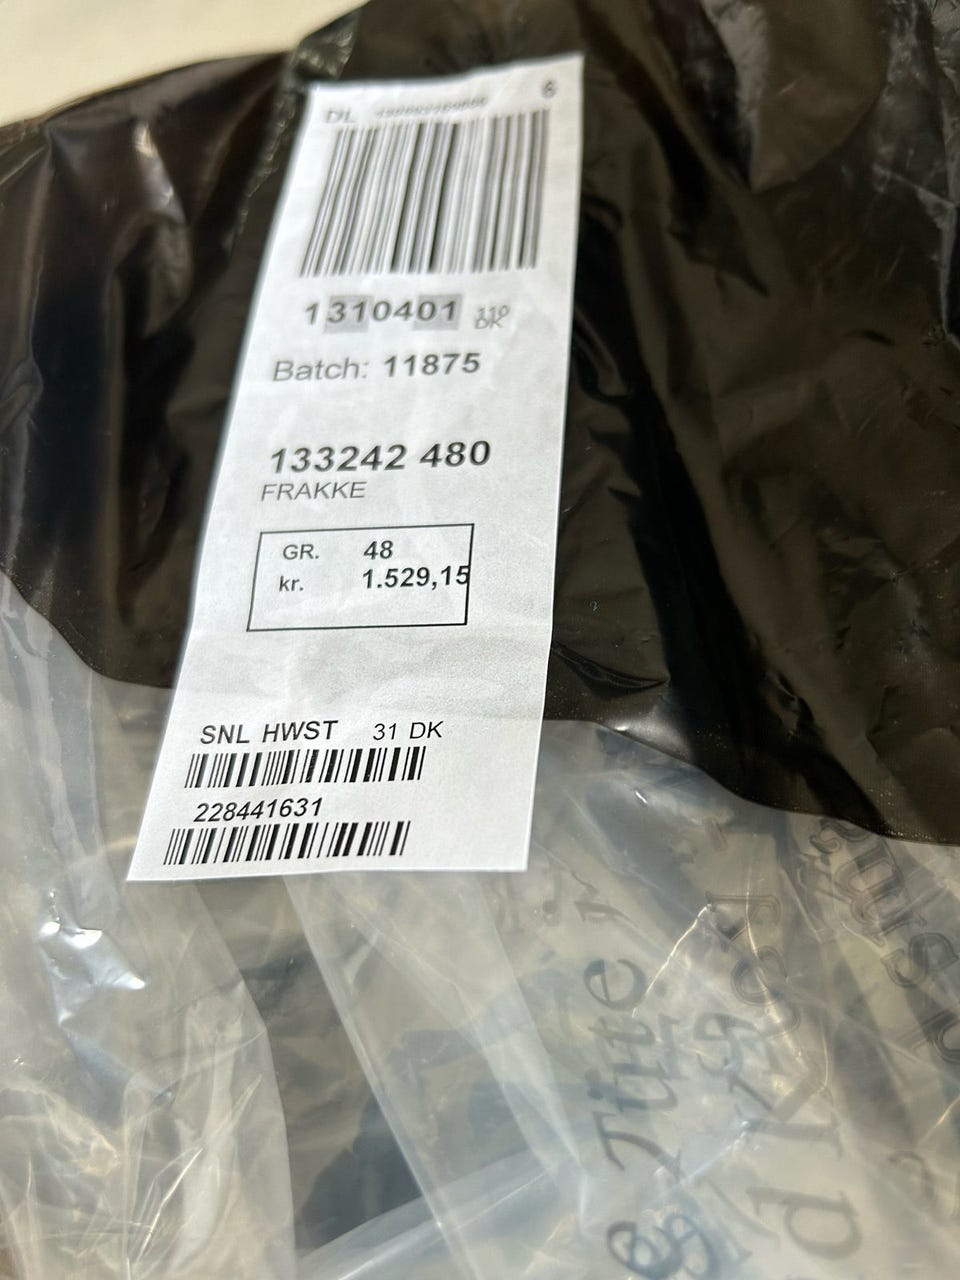 DL
6
1310401 110 DK
Batch: 11875
133242 480
FRAKKE
GR. 48
kr. 1.529,15
SNL HWST 31 DK
228441631